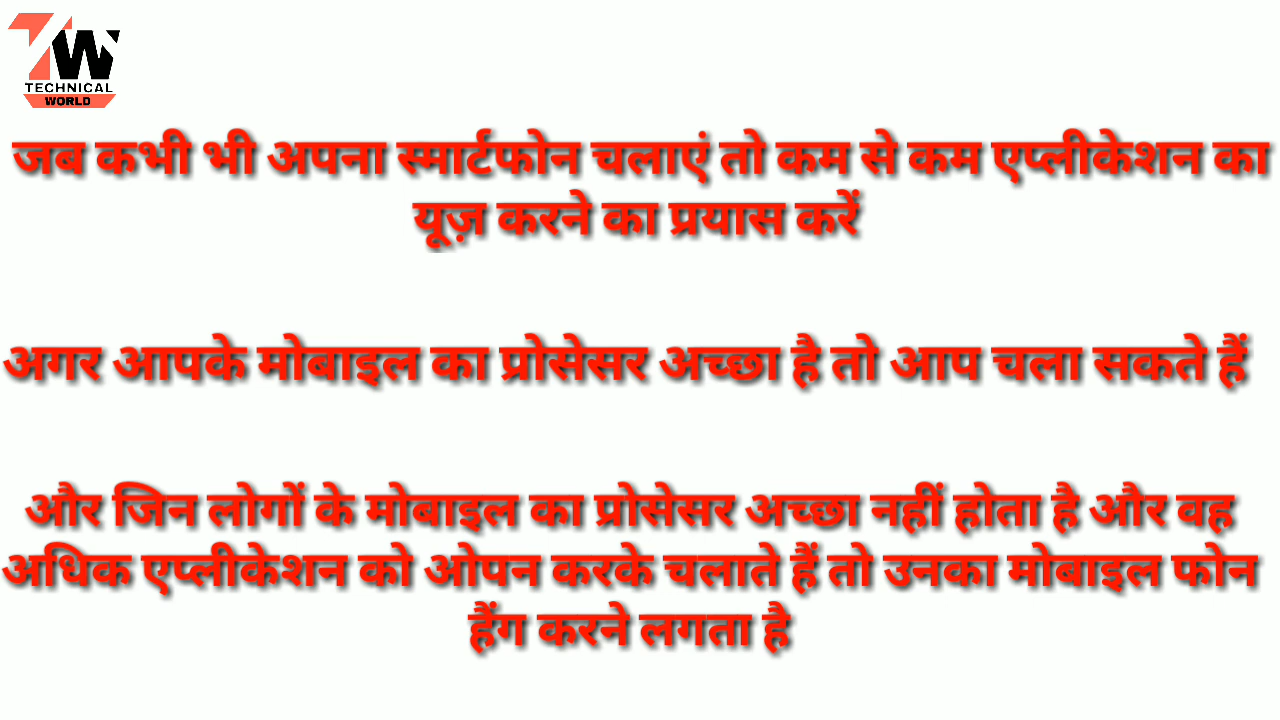 TW
TECHNICAL
WORLD
जब कभी भी अपना स्मार्टफोन चलाएं तो कम से कम एप्लीकेशन का
यूज़ करने का प्रयास करें
अगर आपके मोबाइल का प्रोसेसर अच्छा है तो आप चला सकते हैं
और जिन लोगों के मोबाइल का प्रोसेसर अच्छा नहीं होता है और वह
अधिक एप्लीकेशन को ओपन करके चलाते हैं तो उनका मोबाइल फोन
हैंग करने लगता है